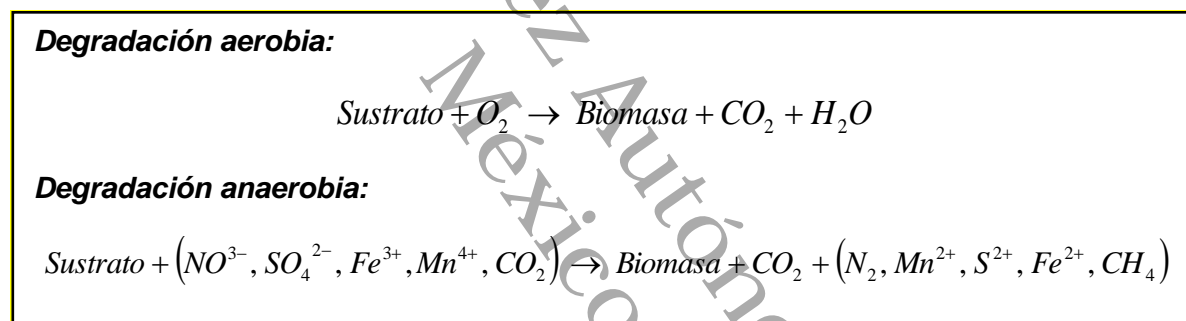 Degradación aerobia:
Sustrato + O₂ → Biomasa + CO₂ + H₂O
Degradación anaerobia:
Sustrato + (NO³⁻, SO₄²⁻, Fe³⁺, Mn⁴⁺, CO₂) → Biomasa + CO₂ + (N₂, Mn²⁺, S²⁺, Fe²⁺, CH₄)